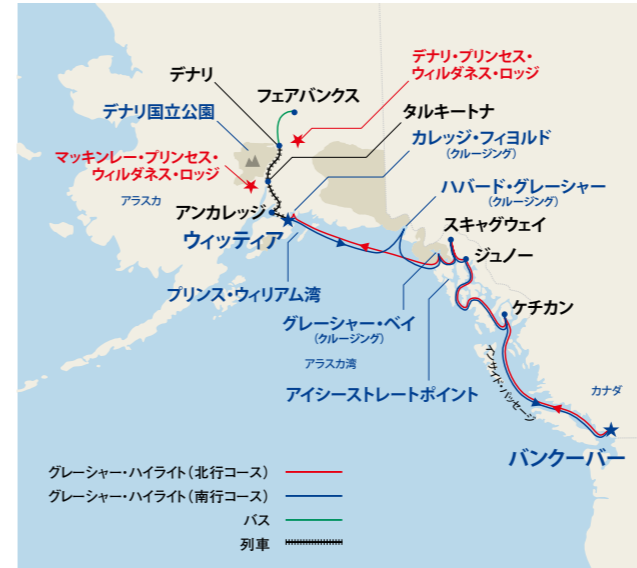 デナリ・プリンセス・
ウィルダネス・ロッジ
デナリ
フェアバンクス
デナリ国立公園
タルキートナ
カレッジ・フィヨルド
(クルージング)
マッキンレー・プリンセス・
ウィルダネス・ロッジ
ハバード・グレーシャー
(クルージング)
アラスカ
アンカレッジ
スキャグウェイ
ウィッティア
ジュノー
プリンス・ウィリアム湾
ケチカン
グレーシャー・ベイ
(クルージング)
アラスカ湾
アイシーストレートポイント
インサイド・パッセージ
カナダ
バンクーバー
グレーシャー・ハイライト(北行コース)
グレーシャー・ハイライト(南行コース)
バス
列車